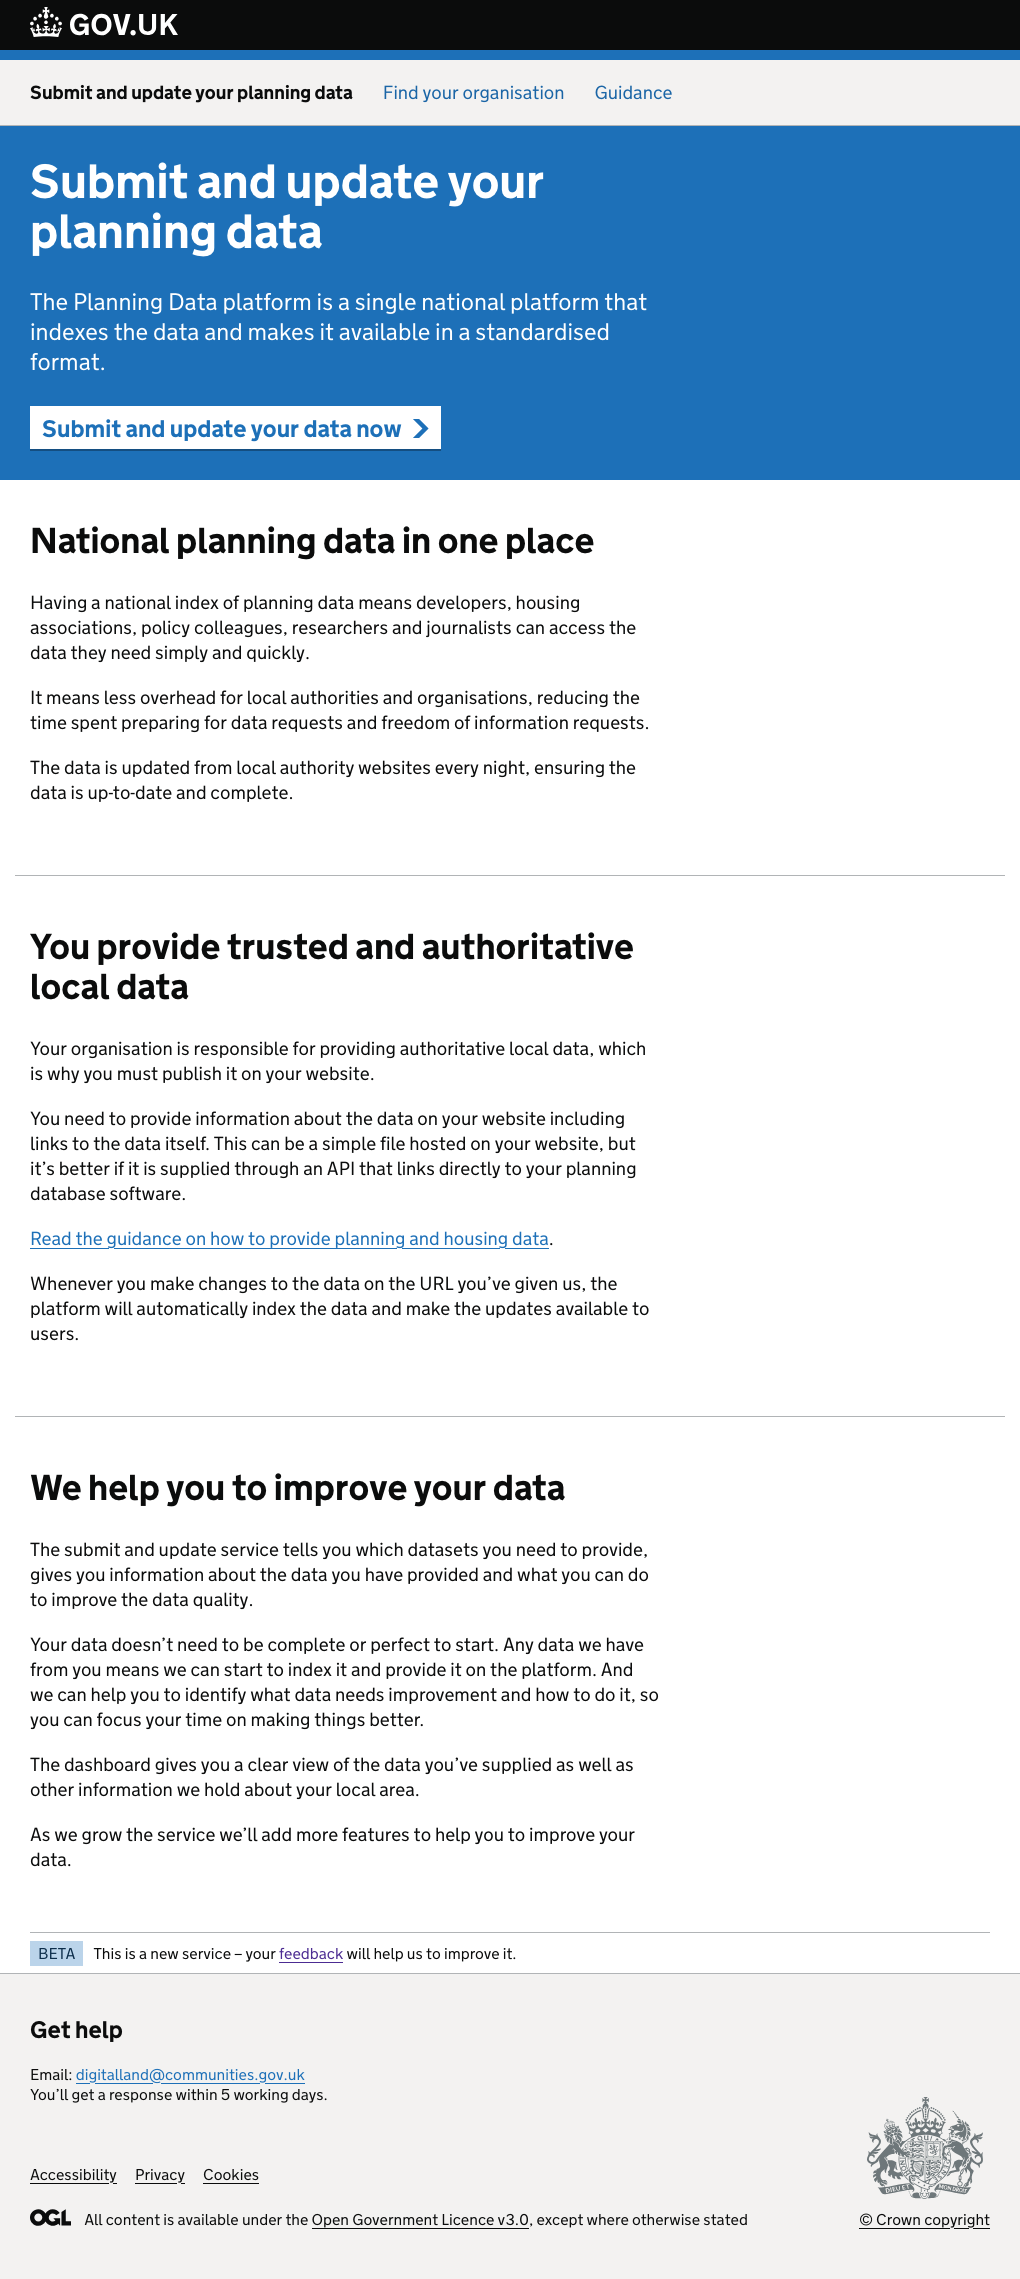 GOV.UK
Submit and update your planning data Find your organisation Guidance
Submit and update your
planning data
The Planning Data platform is a single national platform that
indexes the data and makes it available in a standardised
format.
Submit and update your data now
National planning data in one place
Having a national index of planning data means developers, housing
associations, policy colleagues, researchers and journalists can access the
data they need simply and quickly.
It means less overhead for local authorities and organisations, reducing the
time spent preparing for data requests and freedom of information requests.
The data is updated from local authority websites every night, ensuring the
data is up-to-date and complete.
You provide trusted and authoritative
local data
Your organisation is responsible for providing authoritative local data, which
is why you must publish it on your website.
You need to provide information about the data on your website including
links to the data itself. This can be a simple file hosted on your website, but
it’s better if it is supplied through an API that links directly to your planning
database software.
Read the guidance on how to provide planning and housing data.
Whenever you make changes to the data on the URL you’ve given us, the
platform will automatically index the data and make the updates available to
users.
We help you to improve your data
The submit and update service tells you which datasets you need to provide,
gives you information about the data you have provided and what you can do
to improve the data quality.
Your data doesn’t need to be complete or perfect to start. Any data we have
from you means we can start to index it and provide it on the platform. And
we can help you to identify what data needs improvement and how to do it, so
you can focus your time on making things better.
The dashboard gives you a clear view of the data you’ve supplied as well as
other information we hold about your local area.
As we grow the service we’ll add more features to help you to improve your
data.
BETA This is a new service – your feedback will help us to improve it.
Get help
Email: digitalland@communities.gov.uk
You’ll get a response within 5 working days.
Accessibility Privacy Cookies
DIEU ET MON DROIT
OGL All content is available under the Open Government Licence v3.0, except where otherwise stated
© Crown copyright